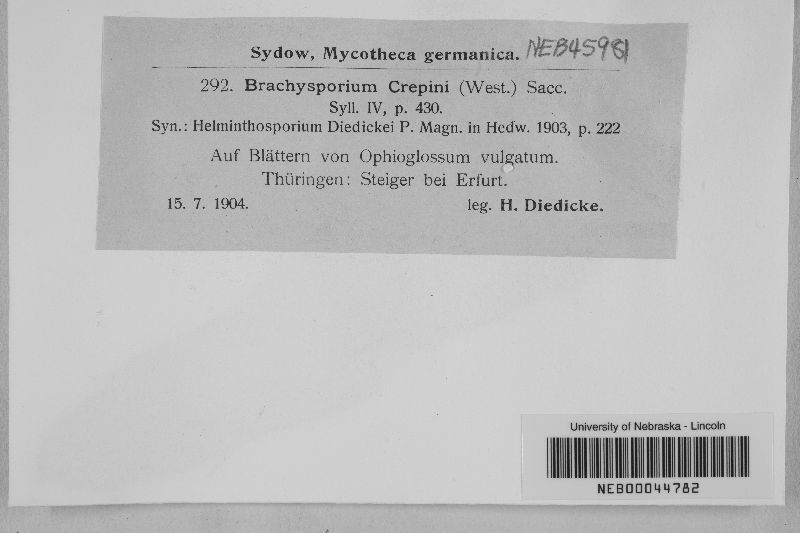 Sydow, Mycotheca germanica. NEB45981
292. Brachysporium Crepini (West.) Sacc.
Syll. IV, p. 430.
Syn.: Helminthosporium Diedickei P. Magn. in Hedw. 1903, p. 222
Auf Blättern von Ophioglossum vulgatum.
Thüringen: Steiger bei Erfurt.
15. 7. 1904. leg. H. Diedicke.
University of Nebraska - Lincoln
NEB00044782